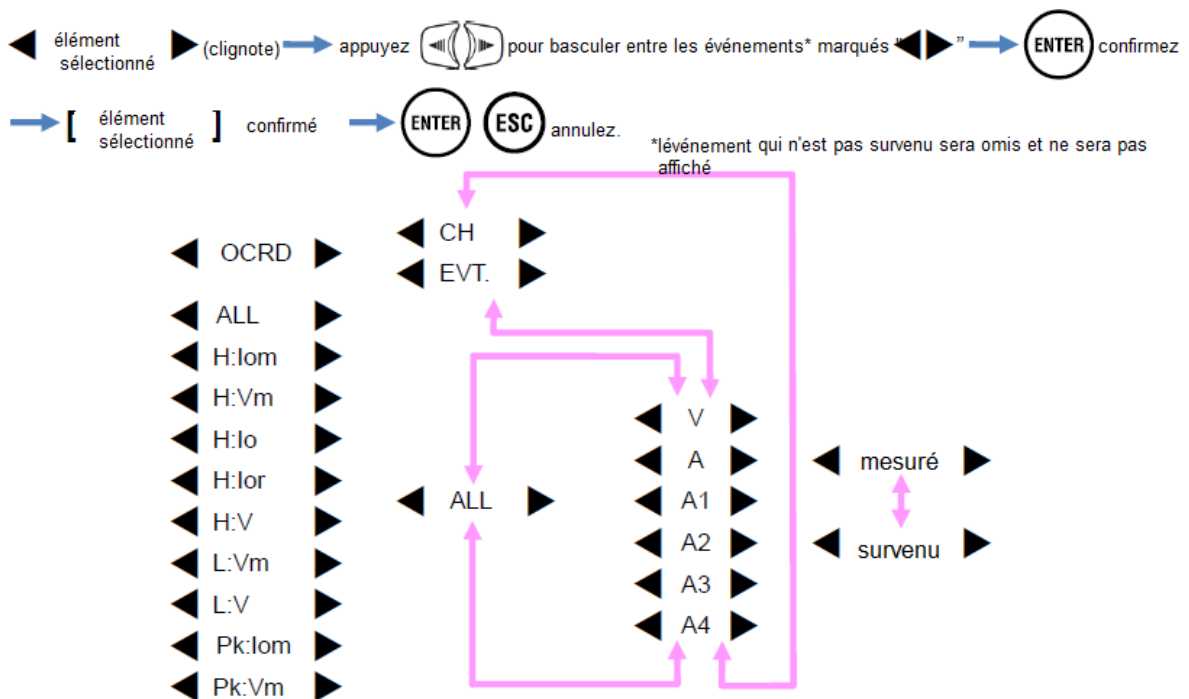 ◀ élément sélectionné ▶ (clignote) → appuyez pour basculer entre les événements* marqués "◀▶" → ENTER confirmez
→ [ élément sélectionné ] confirmé → ENTER ESC annulez.
*lévénement qui n'est pas survenu sera omis et ne sera pas
affiché
◀ OCRD ▶
◀ ALL ▶
◀ H:Iom ▶
◀ H:Vm ▶
◀ H:Io ▶
◀ H:Ior ▶
◀ H:V ▶
◀ L:Vm ▶
◀ L:V ▶
◀ Pk:Iom ▶
◀ Pk:Vm ▶
◀ CH ▶
◀ EVT. ▶
◀ ALL ▶
◀ V ▶
◀ A ▶
◀ A1 ▶
◀ A2 ▶
◀ A3 ▶
◀ A4 ▶
◀ mesuré ▶
◀ survenu ▶